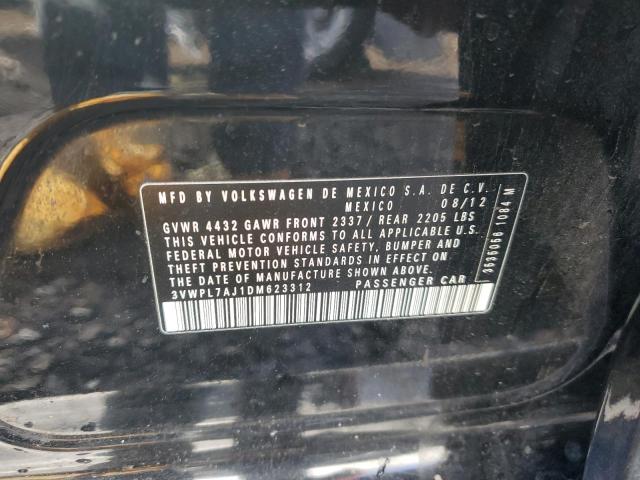 MFD BY VOLKSWAGEN DE MEXICO S.A. DE C.V.
MEXICO 08/12
GVWR 4432 GAWR FRONT 2337/ REAR 2205 LBS
THIS VEHICLE CONFORMS TO ALL APPLICABLE U.S.
FEDERAL MOTOR VEHICLE SAFETY, BUMPER AND
THEFT PREVENTION STANDARDS IN EFFECT ON
THE DATE OF MANUFACTURE SHOWN ABOVE.
3VWPL7AJ1DM623312 PASSENGER CAR
3636056 1084 M